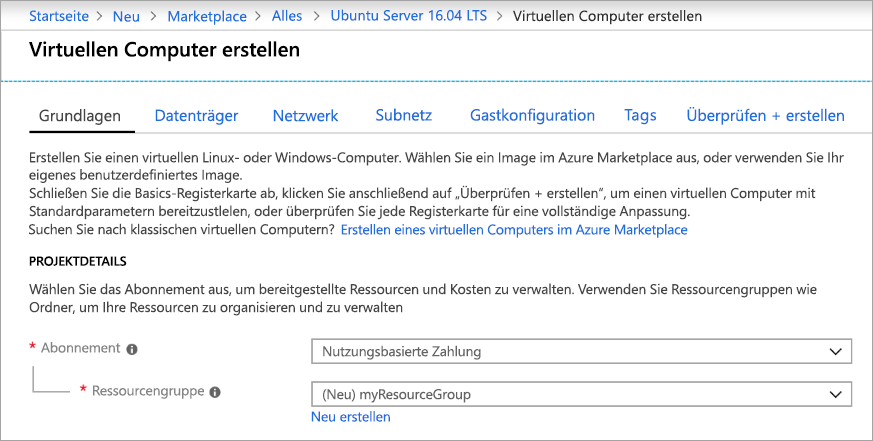 Startseite > Neu > Marketplace > Alles > Ubuntu Server 16.04 LTS > Virtuellen Computer erstellen
Virtuellen Computer erstellen
Grundlagen Datenträger Netzwerk Subnetz Gastkonfiguration Tags Überprüfen + erstellen
Erstellen Sie einen virtuellen Linux- oder Windows-Computer. Wählen Sie ein Image im Azure Marketplace aus, oder verwenden Sie Ihr
eigenes benutzerdefiniertes Image.
Schließen Sie die Basics-Registerkarte ab, klicken Sie anschließend auf „Überprüfen + erstellen", um einen virtuellen Computer mit
Standardparametern bereitzustlelen, oder überprüfen Sie jede Registerkarte für eine vollständige Anpassung.
Suchen Sie nach klassischen virtuellen Computern? Erstellen eines virtuellen Computers im Azure Marketplace
PROJEKTDETAILS
Wählen Sie das Abonnement aus, um bereitgestellte Ressourcen und Kosten zu verwalten. Verwenden Sie Ressourcengruppen wie
Ordner, um Ihre Ressourcen zu organisieren und zu verwalten
* Abonnement Nutzungsbasierte Zahlung
* Ressourcengruppe (Neu) myResourceGroup
Neu erstellen